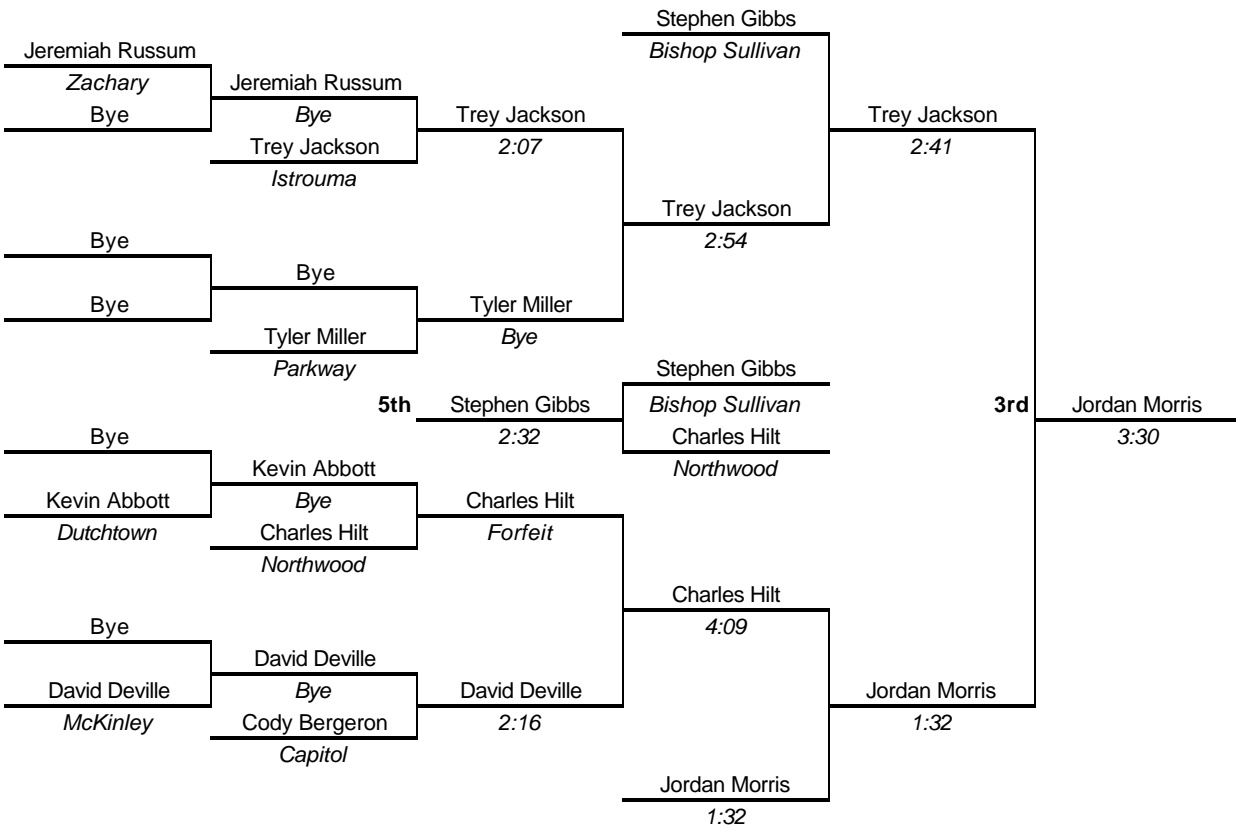 Stephen Gibbs
Jeremiah Russum
Bishop Sullivan
Zachary
Jeremiah Russum
Bye
Bye
Trey Jackson
Trey Jackson
Trey Jackson
2:07
2:41
Istrouma
Trey Jackson
Bye
2:54
Bye
Bye
Tyler Miller
Tyler Miller
Bye
Parkway
Stephen Gibbs
5th
Stephen Gibbs
Bishop Sullivan
3rd
Jordan Morris
Bye
2:32
Charles Hilt
3:30
Kevin Abbott
Northwood
Kevin Abbott
Bye
Charles Hilt
Dutchtown
Charles Hilt
Forfeit
Northwood
Charles Hilt
Bye
4:09
David Deville
David Deville
Bye
David Deville
Jordan Morris
McKinley
Cody Bergeron
2:16
1:32
Capitol
Jordan Morris
1:32